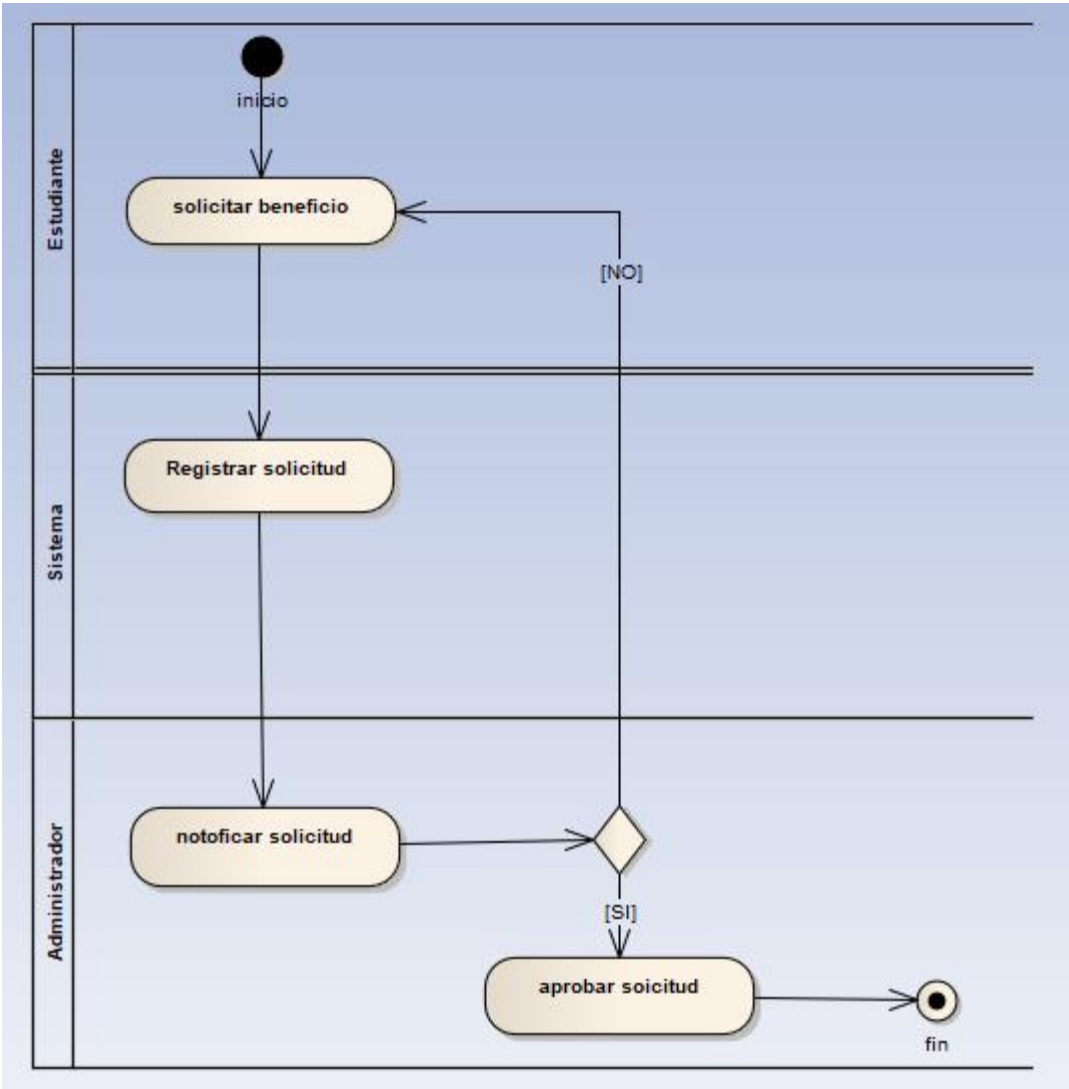 inicio
Estudiante
solicitar beneficio
[NO]
Registrar solicitud
Sistema
notoficar solicitud
Administrador
[SI]
aprobar soicitud
fin